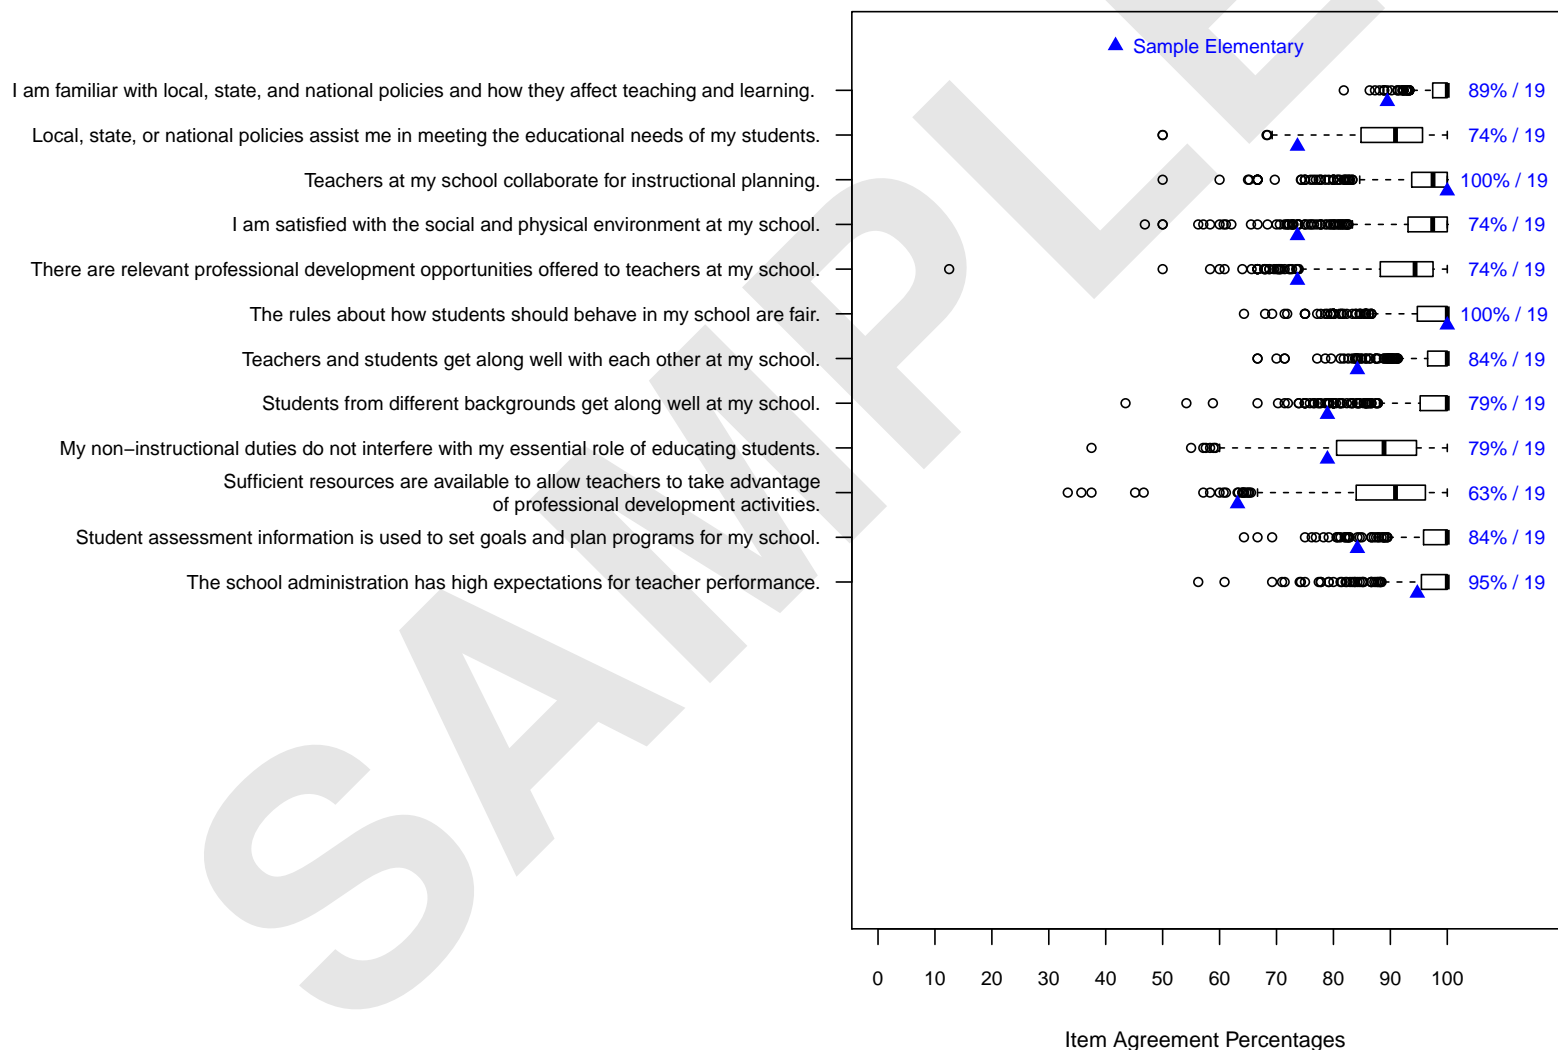 Sample Elementary
I am familiar with local, state, and national policies and how they affect teaching and learning. 89% / 19
Local, state, or national policies assist me in meeting the educational needs of my students. 74% / 19
Teachers at my school collaborate for instructional planning. 100% / 19
I am satisfied with the social and physical environment at my school. 74% / 19
There are relevant professional development opportunities offered to teachers at my school. 74% / 19
The rules about how students should behave in my school are fair. 100% / 19
Teachers and students get along well with each other at my school. 84% / 19
Students from different backgrounds get along well at my school. 79% / 19
My non−instructional duties do not interfere with my essential role of educating students. 79% / 19
Sufficient resources are available to allow teachers to take advantage
of professional development activities. 63% / 19
Student assessment information is used to set goals and plan programs for my school. 84% / 19
The school administration has high expectations for teacher performance. 95% / 19
0 10 20 30 40 50 60 70 80 90 100
Item Agreement Percentages
SAMPLE